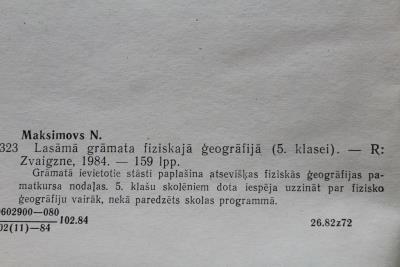 Maksimovs N.
323 Lasāmā grāmata fiziskajā ģeogrāfijā (5. klasei). — R:
Zvaigzne, 1984. — 159 lpp.
Grāmatā ievietotie stāsti paplašina atsevišķas fiziskās ģeogrāfijas pa-
matkursa nodaļas. 5. klašu skolēniem dota iespēja uzzināt par fizisko
ģeogrāfiju vairāk, nekā paredzēts skolas programmā.
0602900—080
02(11)—84 102.84
26.82z72